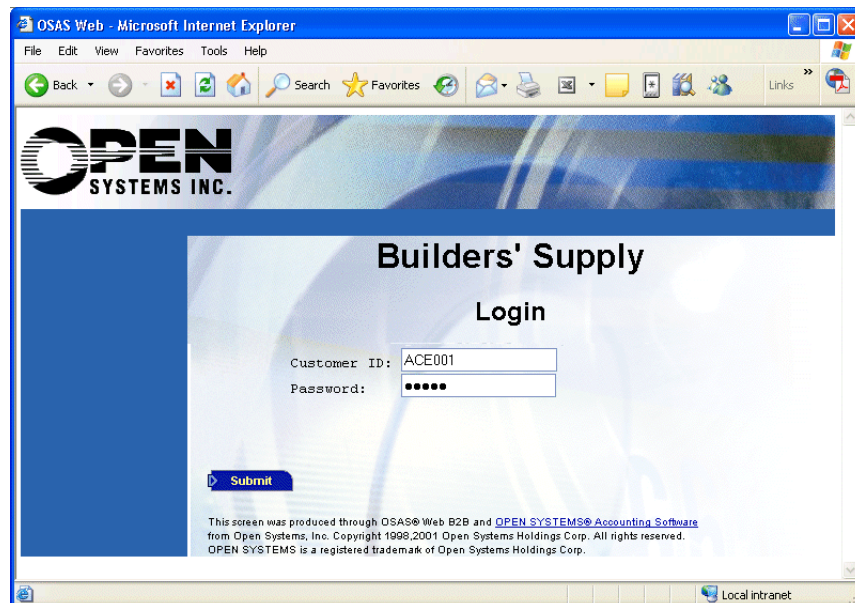 OSAS Web - Microsoft Internet Explorer
File Edit View Favorites Tools Help
Back Search Favorites Links »
OPEN
SYSTEMS INC.
Builders' Supply
Login
Customer ID: ACE001
Password: •••••
Submit
This screen was produced through OSAS® Web B2B and OPEN SYSTEMS® Accounting Software
from Open Systems, Inc. Copyright 1998,2001 Open Systems Holdings Corp. All rights reserved.
OPEN SYSTEMS is a registered trademark of Open Systems Holdings Corp.
Local intranet